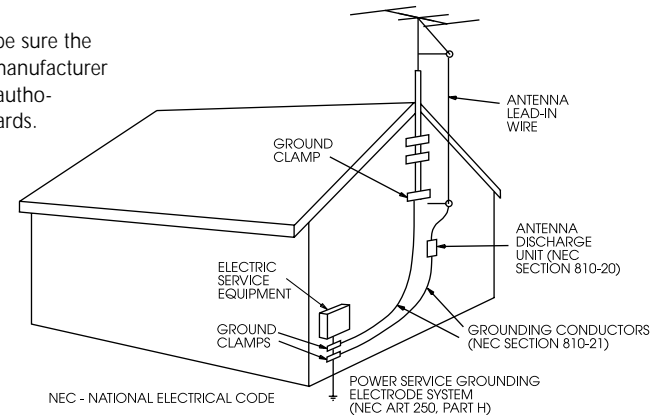 be sure the
manufacturer
autho-
ards.
ANTENNA
LEAD-IN
WIRE
GROUND
CLAMP
ANTENNA
DISCHARGE
UNIT (NEC
SECTION 810-20)
ELECTRIC
SERVICE
EQUIPMENT
GROUND
CLAMPS
GROUNDING CONDUCTORS
(NEC SECTION 810-21)
POWER SERVICE GROUNDING
ELECTRODE SYSTEM
(NEC ART 250, PART H)
NEC - NATIONAL ELECTRICAL CODE